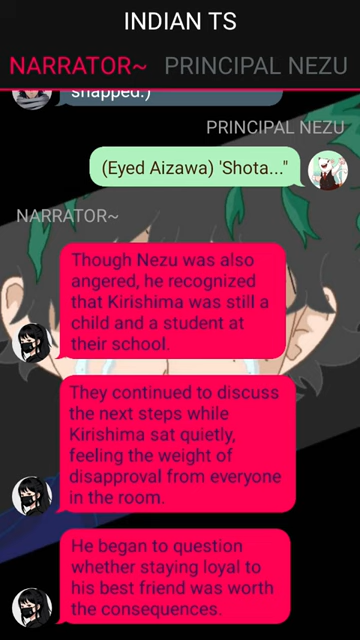 INDIAN TS
NARRATOR~ PRINCIPAL NEZU
snapped.)
PRINCIPAL NEZU
(Eyed Aizawa) 'Shota..."
NARRATOR~
Though Nezu was also
angered, he recognized
that Kirishima was still a
child and a student at
their school.
They continued to discuss
the next steps while
Kirishima sat quietly,
feeling the weight of
disapproval from everyone
in the room.
He began to question
whether staying loyal to
his best friend was worth
the consequences.